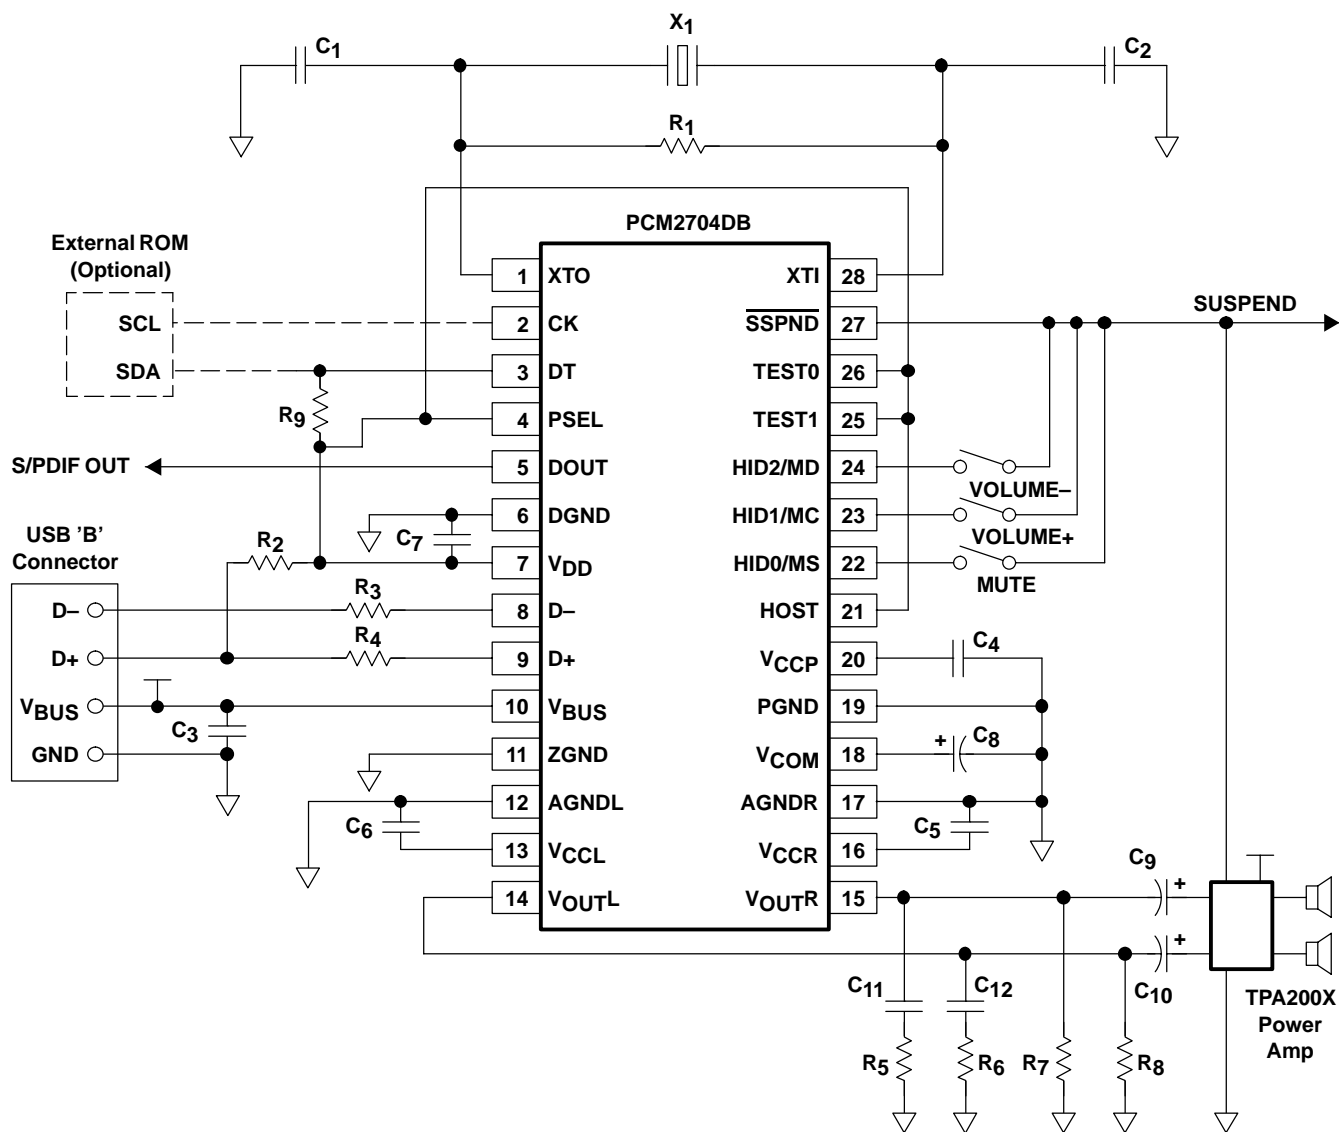 X1
C1
C2
R1
PCM2704DB
External ROM
(Optional)
SCL
SDA
R9
S/PDIF OUT
USB 'B'
Connector
D–
D+
VBUS
GND
R2
C7
R3
R4
C3
C6
1 XTO
2 CK
3 DT
4 PSEL
5 DOUT
6 DGND
7 VDD
8 D–
9 D+
10 VBUS
11 ZGND
12 AGNDL
13 VCCL
14 VOUTL
XTI 28
SSPND 27
TEST0 26
TEST1 25
HID2/MD 24
HID1/MC 23
HID0/MS 22
HOST 21
VCCP 20
PGND 19
VCOM 18
AGNDR 17
VCCR 16
VOUTR 15
SUSPEND
VOLUME–
VOLUME+
MUTE
C4
+ C8
C5
C9
+
+
C10
C11
C12
R5
R6
R7
R8
TPA200X
Power
Amp